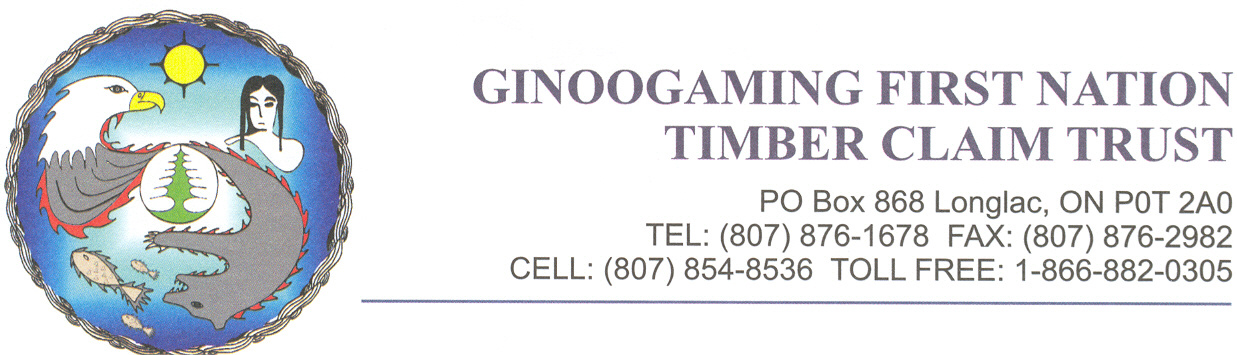 GINOOGAMING FIRST NATION
TIMBER CLAIM TRUST
PO Box 868 Longlac, ON P0T 2A0
TEL: (807) 876-1678  FAX: (807) 876-2982
CELL: (807) 854-8536  TOLL FREE: 1-866-882-0305